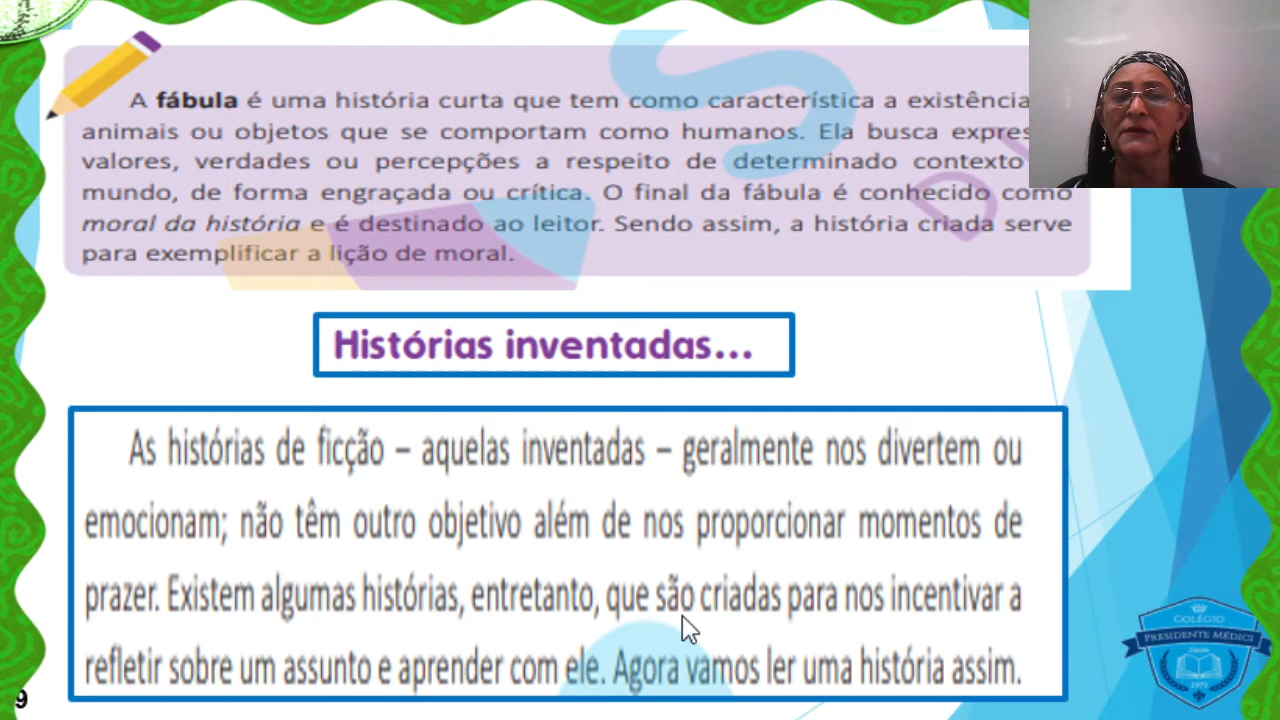 A fábula é uma história curta que tem como característica a existência
animais ou objetos que se comportam como humanos. Ela busca expres
valores, verdades ou percepções a respeito de determinado contexto
mundo, de forma engraçada ou crítica. O final da fábula é conhecido como
moral da história e é destinado ao leitor. Sendo assim, a história criada serve
para exemplificar a lição de moral.
Histórias inventadas...
As histórias de ficção – aquelas inventadas – geralmente nos divertem ou
emocionam; não têm outro objetivo além de nos proporcionar momentos de
prazer. Existem algumas histórias, entretanto, que são criadas para nos incentivar a
refletir sobre um assunto e aprender com ele. Agora vamos ler uma história assim.
COLÉGIO
PRESIDENTE MÉDICI
Desde
1972
9